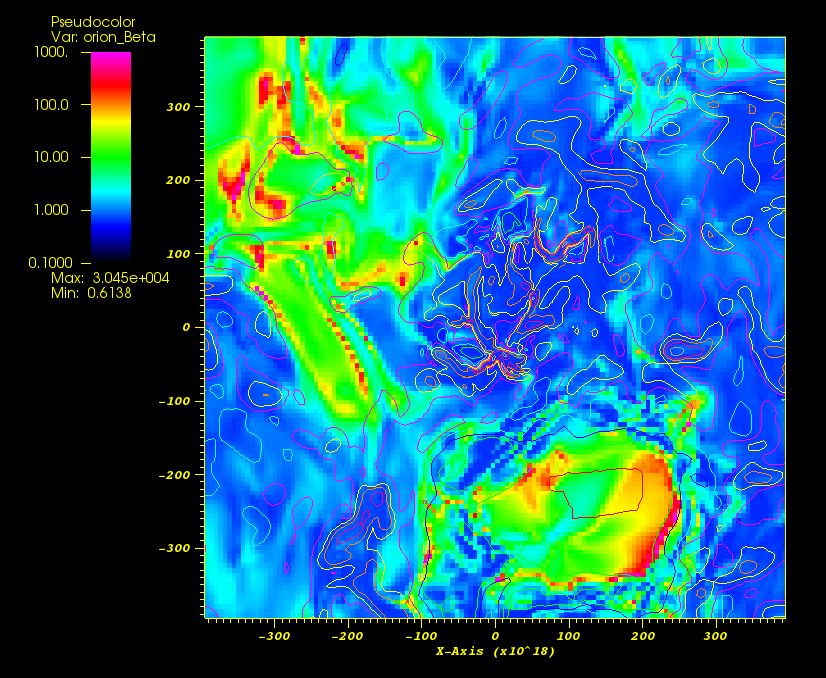 Pseudocolor
Var: orion_Beta
1000.
100.0
10.00
1.000
0.1000
Max: 3.045e+004
Min: 0.6138
300
200
100
0
-100
-200
-300
-300 -200 -100 0 100 200 300
X-Axis (x10^18)